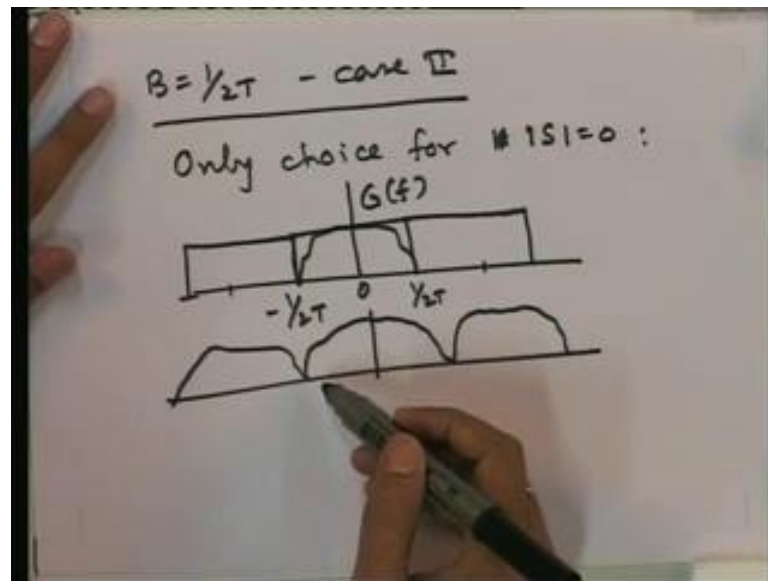 B = 1/2T - case II
Only choice for ISI = 0 :
G(f)
-1/2T 0 1/2T